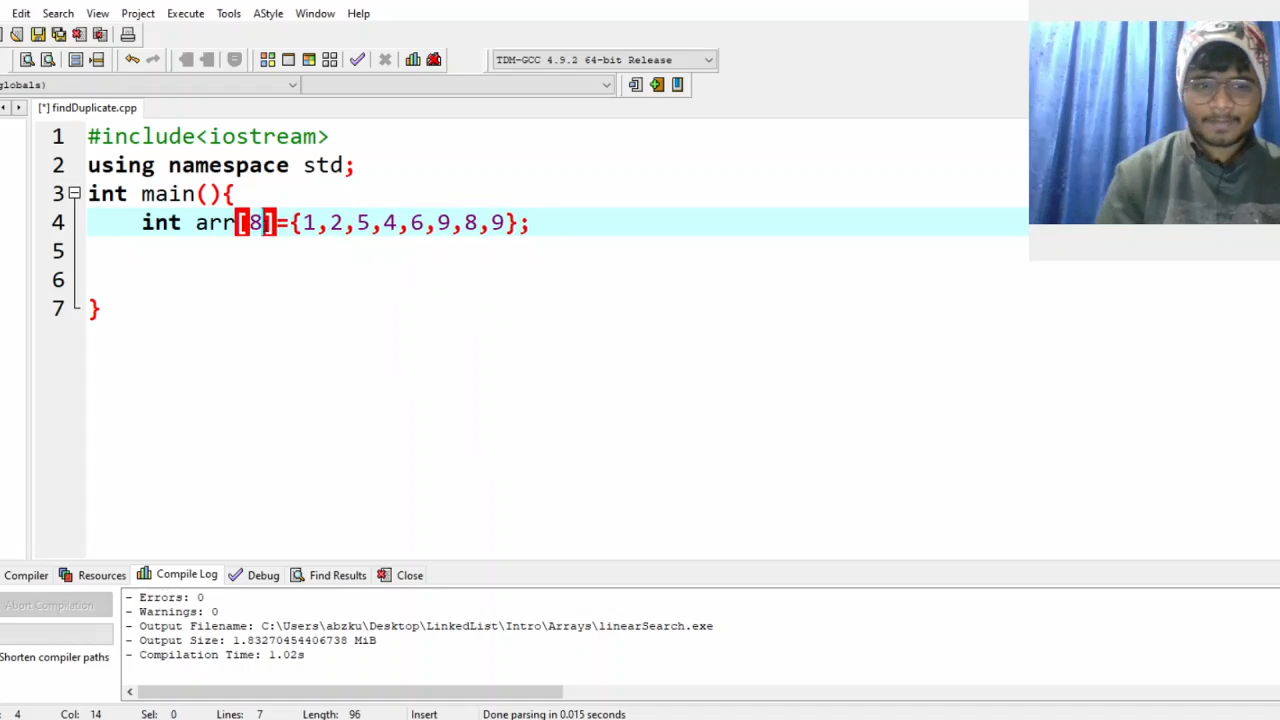 Edit Search View Project Execute Tools AStyle Window Help
TDM-GCC 4.9.2 64-bit Release
globals)
[*] findDuplicate.cpp
1 #include<iostream>
2 using namespace std;
3 int main(){
4 int arr[8]={1,2,5,4,6,9,8,9};
5
6
7 }
Compiler Resources Compile Log Debug Find Results Close
Abort Compilation
Shorten compiler paths
- Errors: 0
- Warnings: 0
- Output Filename: C:\Users\abzku\Desktop\LinkedList\Intro\Arrays\linearSearch.exe
- Output Size: 1.83270454406738 MiB
- Compilation Time: 1.02s
: 4 Col: 14 Sel: 0 Lines: 7 Length: 96 Insert Done parsing in 0.015 seconds